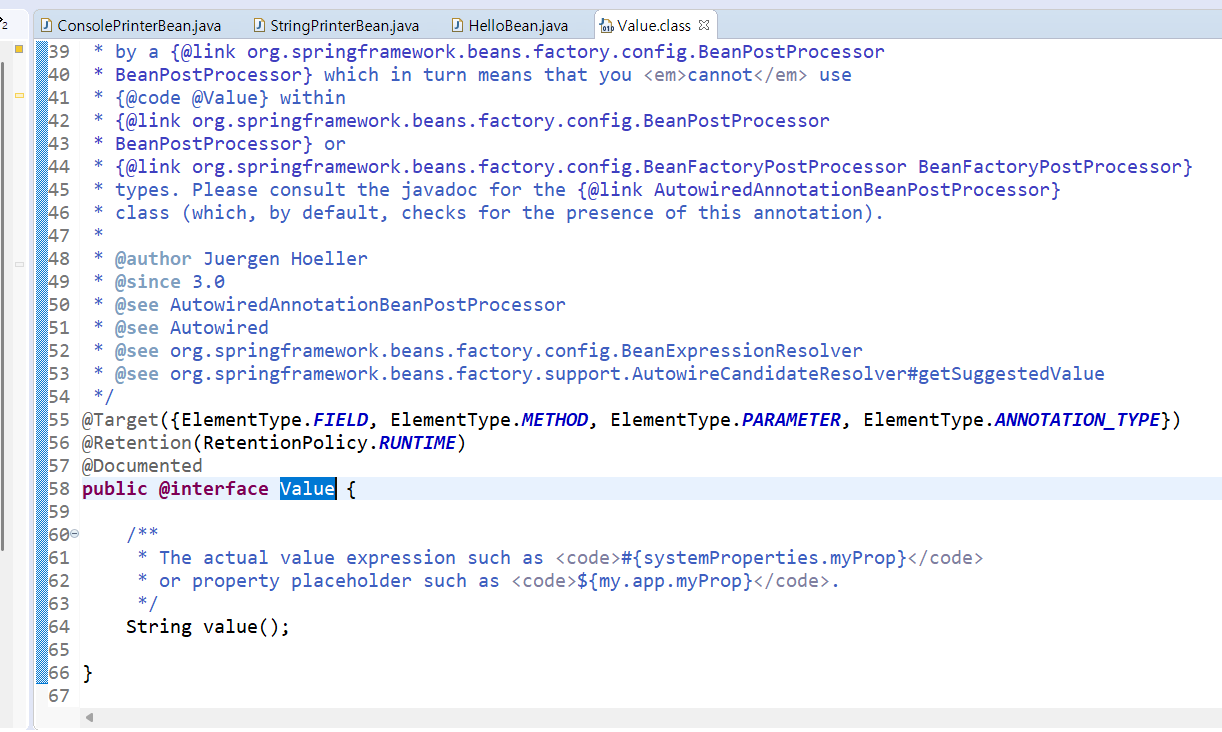 2
ConsolePrinterBean.java StringPrinterBean.java HelloBean.java Value.class
39 * by a {@link org.springframework.beans.factory.config.BeanPostProcessor
40 * BeanPostProcessor} which in turn means that you <em>cannot</em> use
41 * {@code @Value} within
42 * {@link org.springframework.beans.factory.config.BeanPostProcessor
43 * BeanPostProcessor} or
44 * {@link org.springframework.beans.factory.config.BeanFactoryPostProcessor BeanFactoryPostProcessor}
45 * types. Please consult the javadoc for the {@link AutowiredAnnotationBeanPostProcessor}
46 * class (which, by default, checks for the presence of this annotation).
47 *
48 * @author Juergen Hoeller
49 * @since 3.0
50 * @see AutowiredAnnotationBeanPostProcessor
51 * @see Autowired
52 * @see org.springframework.beans.factory.config.BeanExpressionResolver
53 * @see org.springframework.beans.factory.support.AutowireCandidateResolver#getSuggestedValue
54 */
55 @Target({ElementType.FIELD, ElementType.METHOD, ElementType.PARAMETER, ElementType.ANNOTATION_TYPE})
56 @Retention(RetentionPolicy.RUNTIME)
57 @Documented
58 public @interface Value {
59
60 /**
61 * The actual value expression such as <code>#{systemProperties.myProp}</code>
62 * or property placeholder such as <code>${my.app.myProp}</code>.
63 */
64 String value();
65
66 }
67